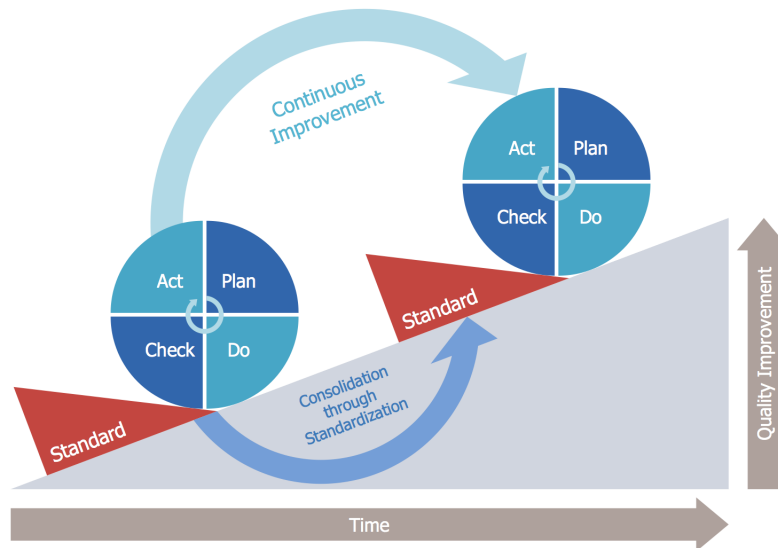 Continuous
Improvement
Act
Plan
Check
Do
Act
Plan
Check
Do
Standard
Standard
Consolidation
through
Standardization
Quality Improvement
Time